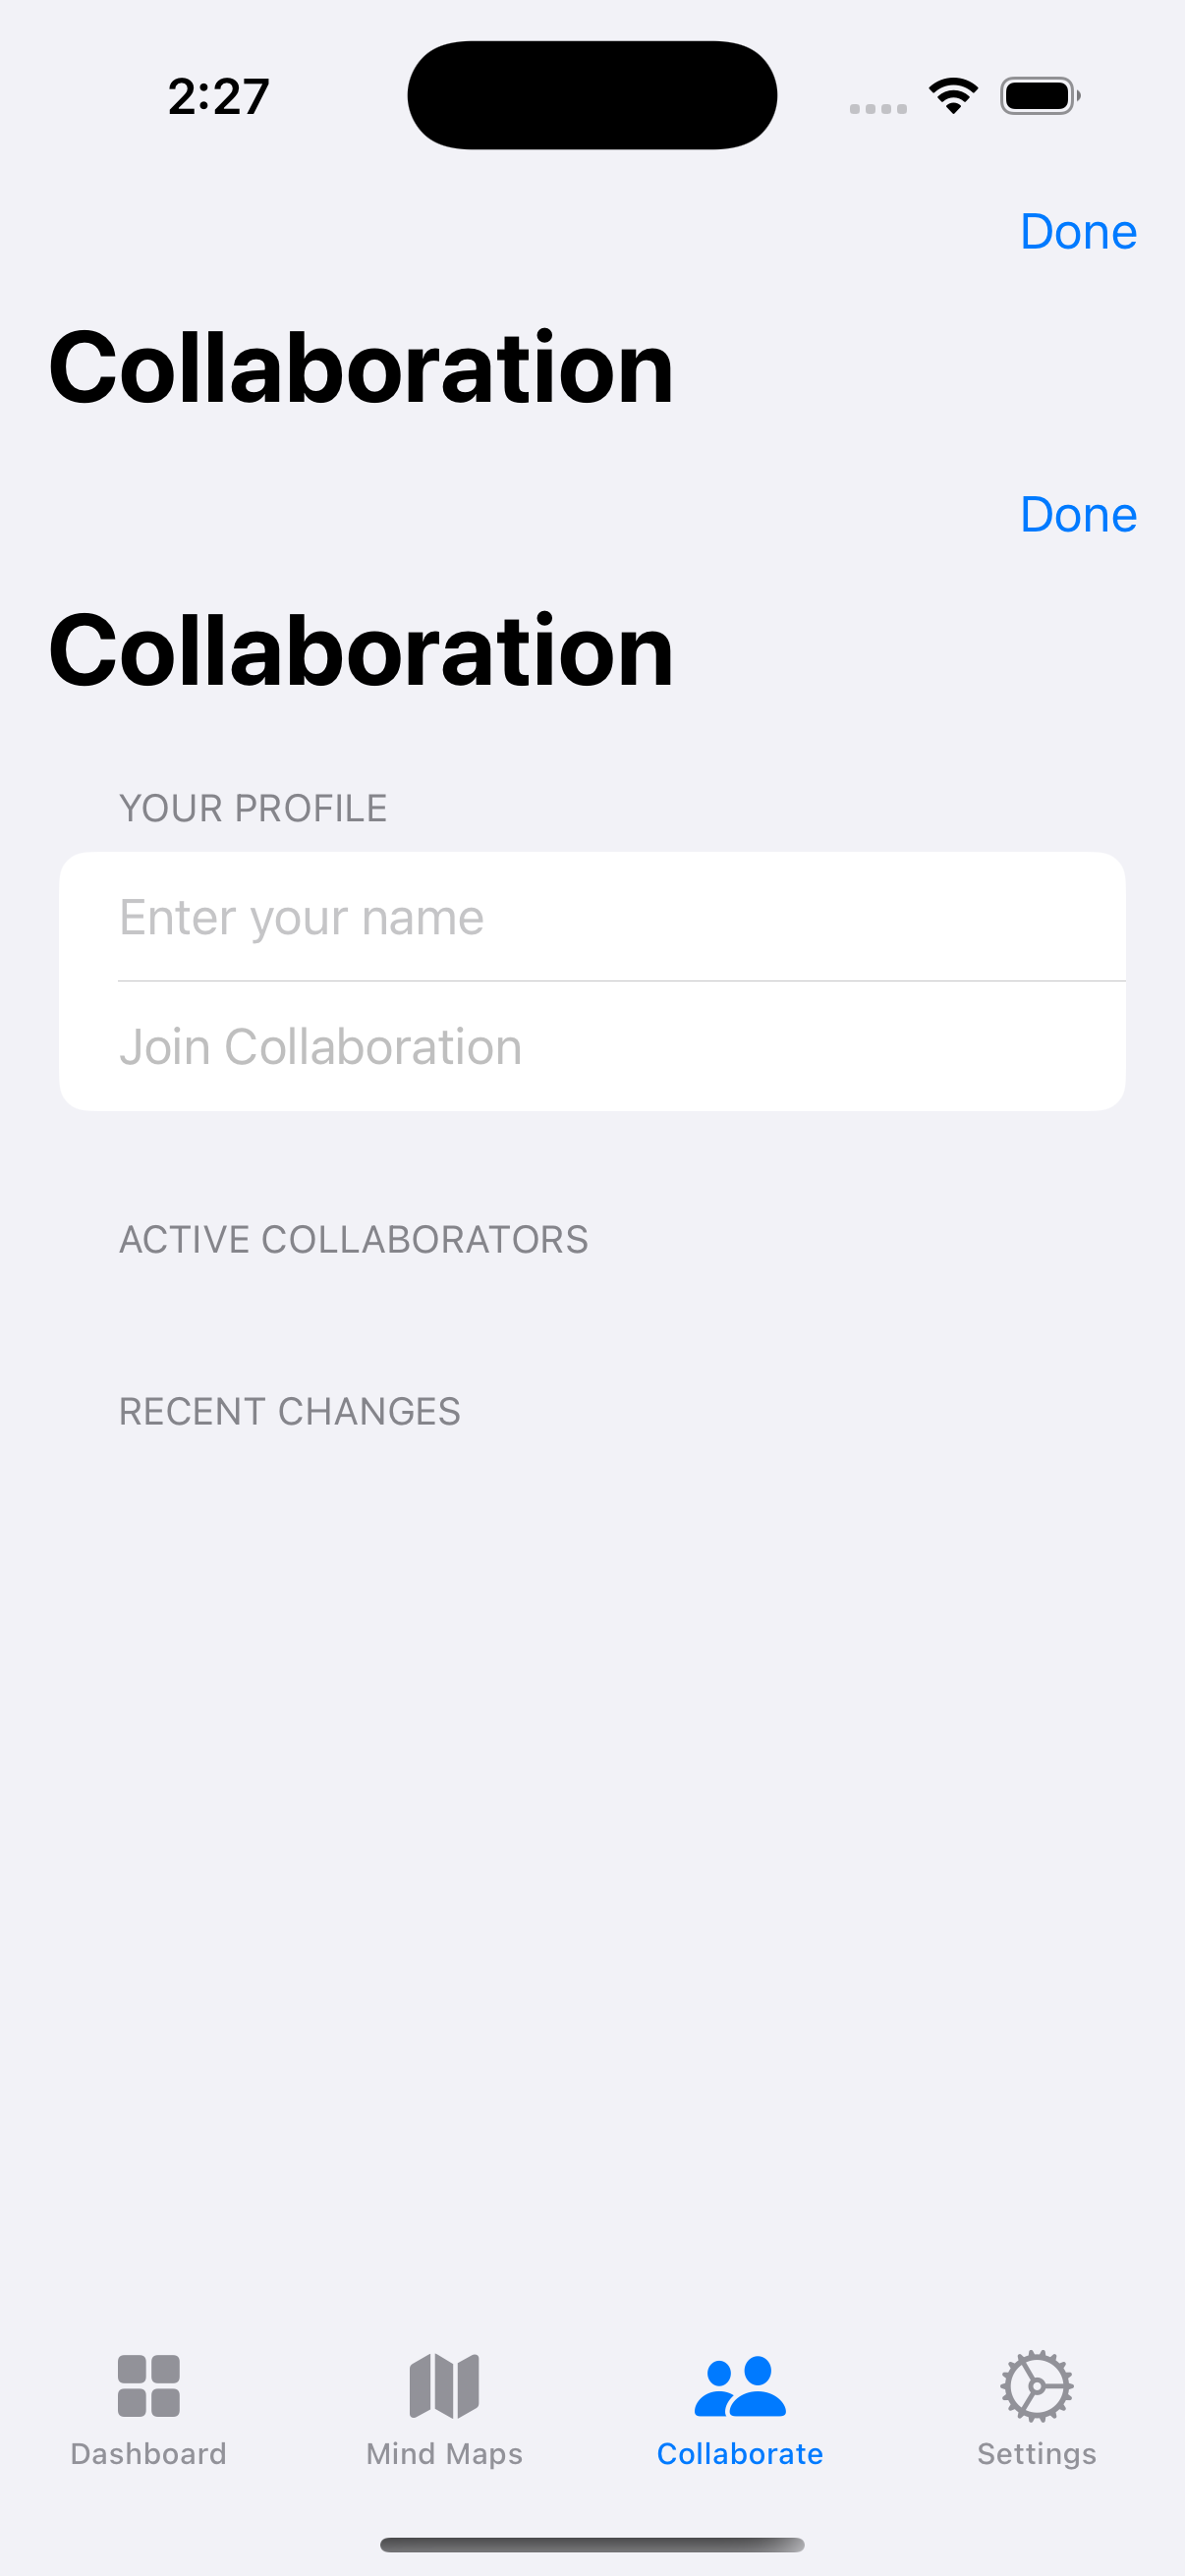 2:27
Done
Collaboration
Done
Collaboration
YOUR PROFILE
Enter your name
Join Collaboration
ACTIVE COLLABORATORS
RECENT CHANGES
Dashboard
Mind Maps
Collaborate
Settings